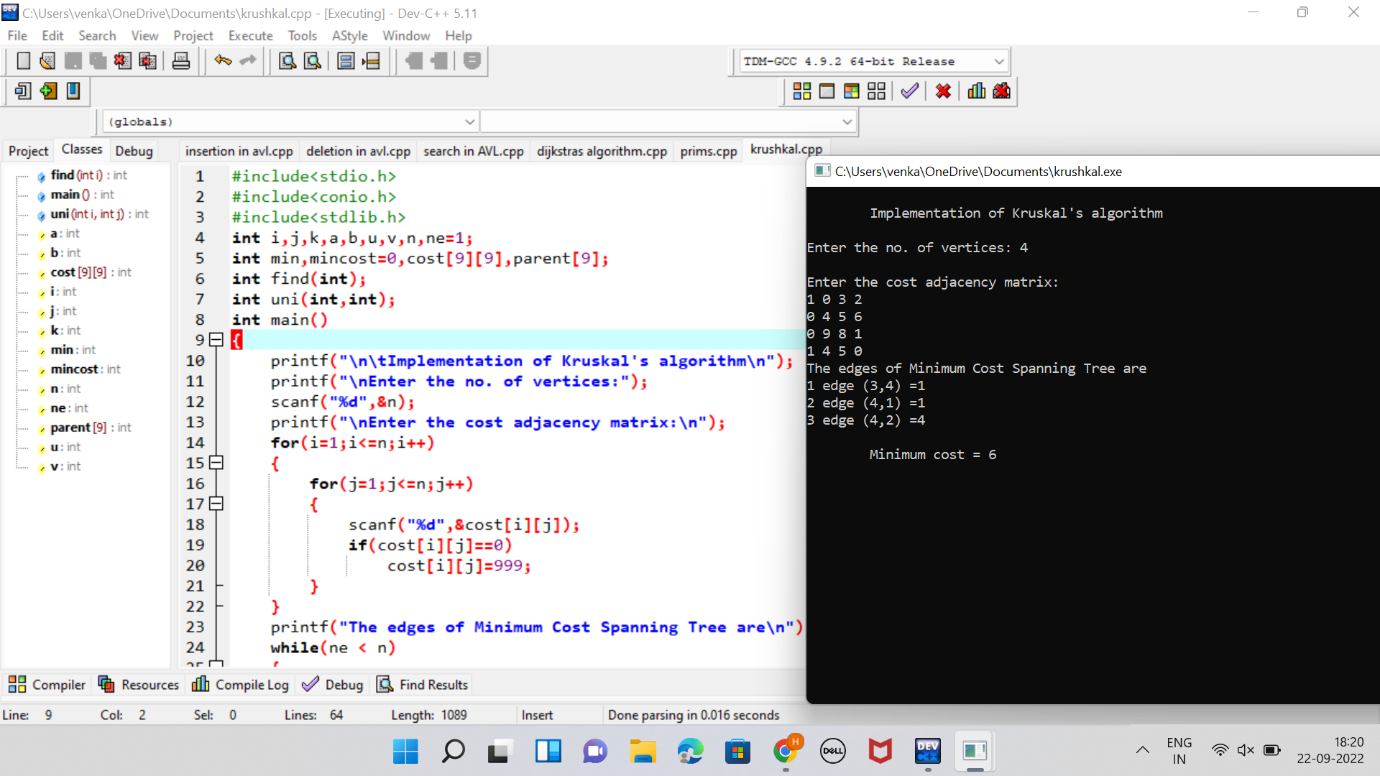 C:\Users\venka\OneDrive\Documents\krushkal.cpp - [Executing] - Dev-C++ 5.11
File Edit Search View Project Execute Tools AStyle Window Help
TDM-GCC 4.9.2 64-bit Release
(globals)
Project Classes Debug
insertion in avl.cpp deletion in avl.cpp search in AVL.cpp dijkstras algorithm.cpp prims.cpp krushkal.cpp
find (int i) : int
main () : int
uni (int i, int j) : int
a : int
b : int
cost [9][9] : int
i : int
j : int
k : int
min : int
mincost : int
n : int
ne : int
parent [9] : int
u : int
v : int
1 #include<stdio.h>
2 #include<conio.h>
3 #include<stdlib.h>
4 int i,j,k,a,b,u,v,n,ne=1;
5 int min,mincost=0,cost[9][9],parent[9];
6 int find(int);
7 int uni(int,int);
8 int main()
9 {
10 printf("\n\tImplementation of Kruskal's algorithm\n");
11 printf("\nEnter the no. of vertices:");
12 scanf("%d",&n);
13 printf("\nEnter the cost adjacency matrix:\n");
14 for(i=1;i<=n;i++)
15 {
16 for(j=1;j<=n;j++)
17 {
18 scanf("%d",&cost[i][j]);
19 if(cost[i][j]==0)
20 cost[i][j]=999;
21 }
22 }
23 printf("The edges of Minimum Cost Spanning Tree are\n")
24 while(ne < n)
25 {
C:\Users\venka\OneDrive\Documents\krushkal.exe
Implementation of Kruskal's algorithm
Enter the no. of vertices: 4
Enter the cost adjacency matrix:
1 0 3 2
0 4 5 6
0 9 8 1
1 4 5 0
The edges of Minimum Cost Spanning Tree are
1 edge (3,4) =1
2 edge (4,1) =1
3 edge (4,2) =4
Minimum cost = 6
Compiler Resources Compile Log Debug Find Results
Line: 9 Col: 2 Sel: 0 Lines: 64 Length: 1089 Insert Done parsing in 0.016 seconds
H
DELL
DEV
ENG
IN
18:20
22-09-2022